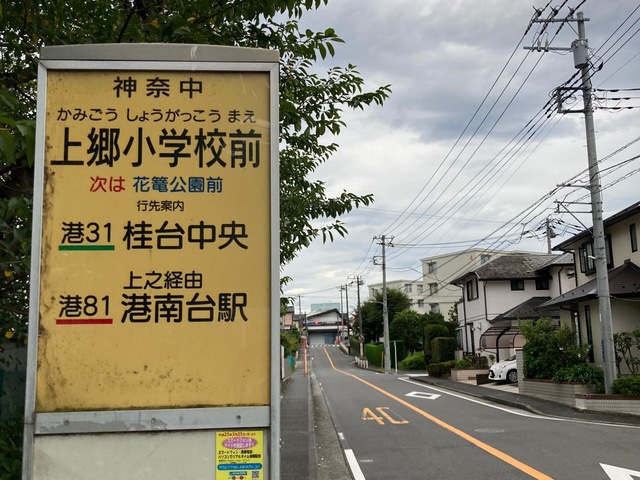 神奈中
かみごう しょうがっこう まえ
上郷小学校前
次は 花篭公園前
行先案内
港31 桂台中央
上之経由
港81 港南台駅
40